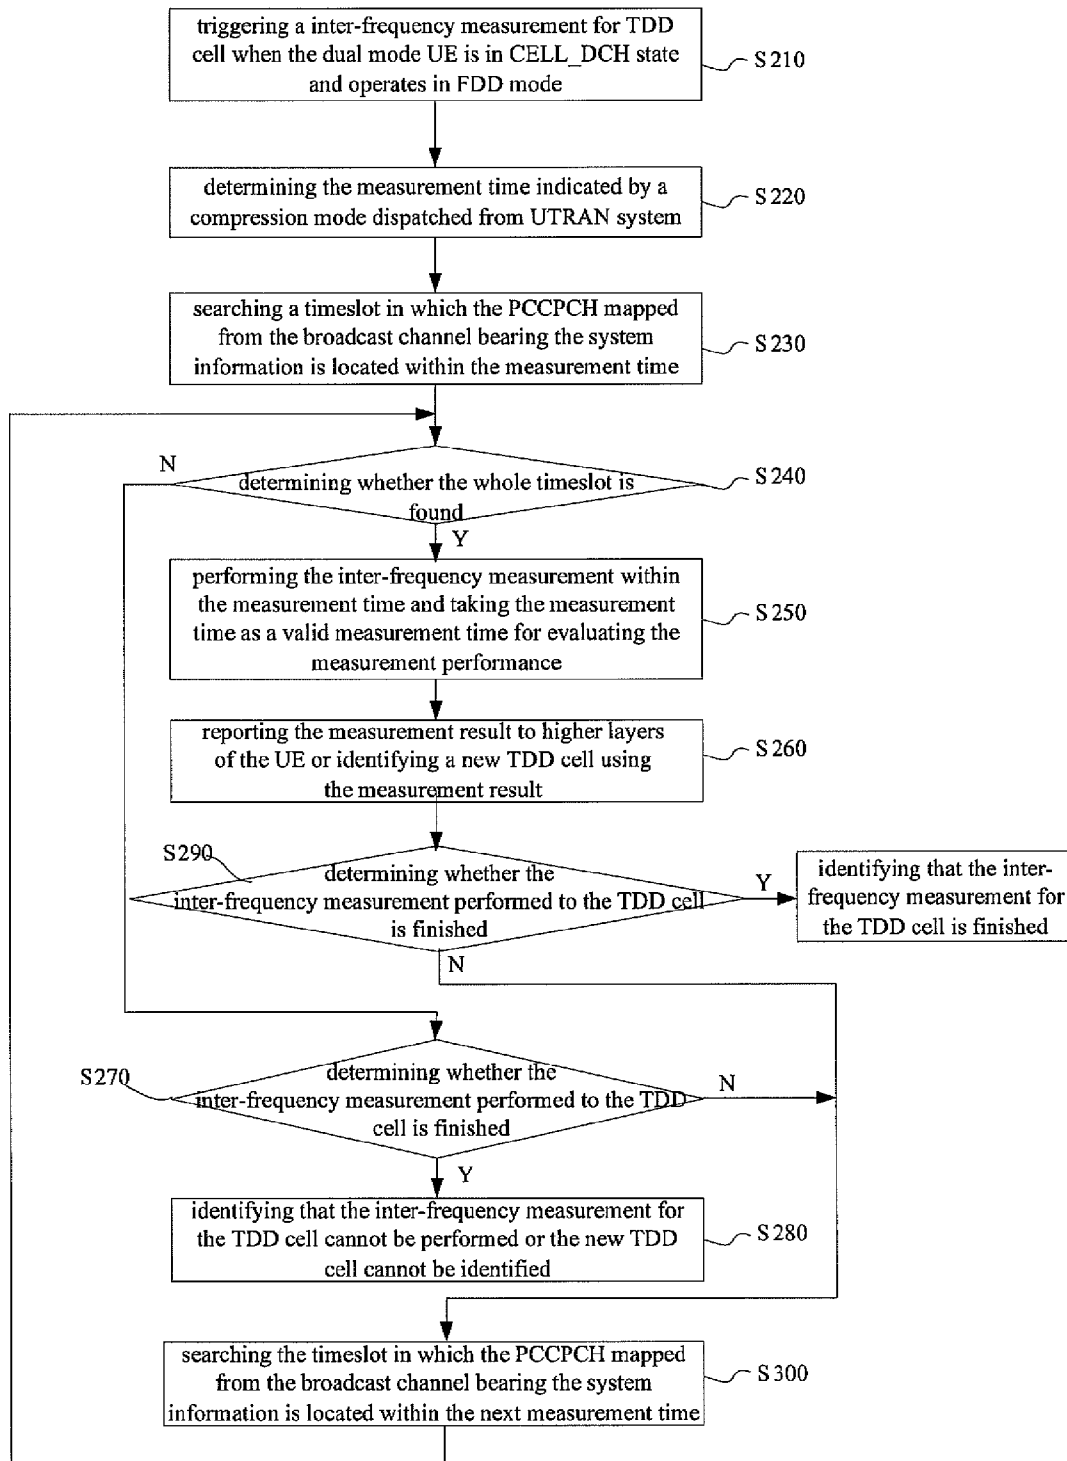 triggering a inter-frequency measurement for TDD
cell when the dual mode UE is in CELL_DCH state
and operates in FDD mode
S210
determining the measurement time indicated by a
compression mode dispatched from UTRAN system
S220
searching a timeslot in which the PCCPCH mapped
from the broadcast channel bearing the system
information is located within the measurement time
S230
N
determining whether the whole timeslot is
found
S240
Y
performing the inter-frequency measurement within
the measurement time and taking the measurement
time as a valid measurement time for evaluating the
measurement performance
S250
reporting the measurement result to higher layers
of the UE or identifying a new TDD cell using
the measurement result
S260
S290
determining whether the
inter-frequency measurement performed to the TDD cell
is finished
Y
identifying that the inter-
frequency measurement for
the TDD cell is finished
N
S270
determining whether the
inter-frequency measurement performed to the TDD
cell is finished
N
Y
identifying that the inter-frequency measurement for
the TDD cell cannot be performed or the new TDD
cell cannot be identified
S280
searching the timeslot in which the PCCPCH mapped
from the broadcast channel bearing the system
information is located within the next measurement time
S300